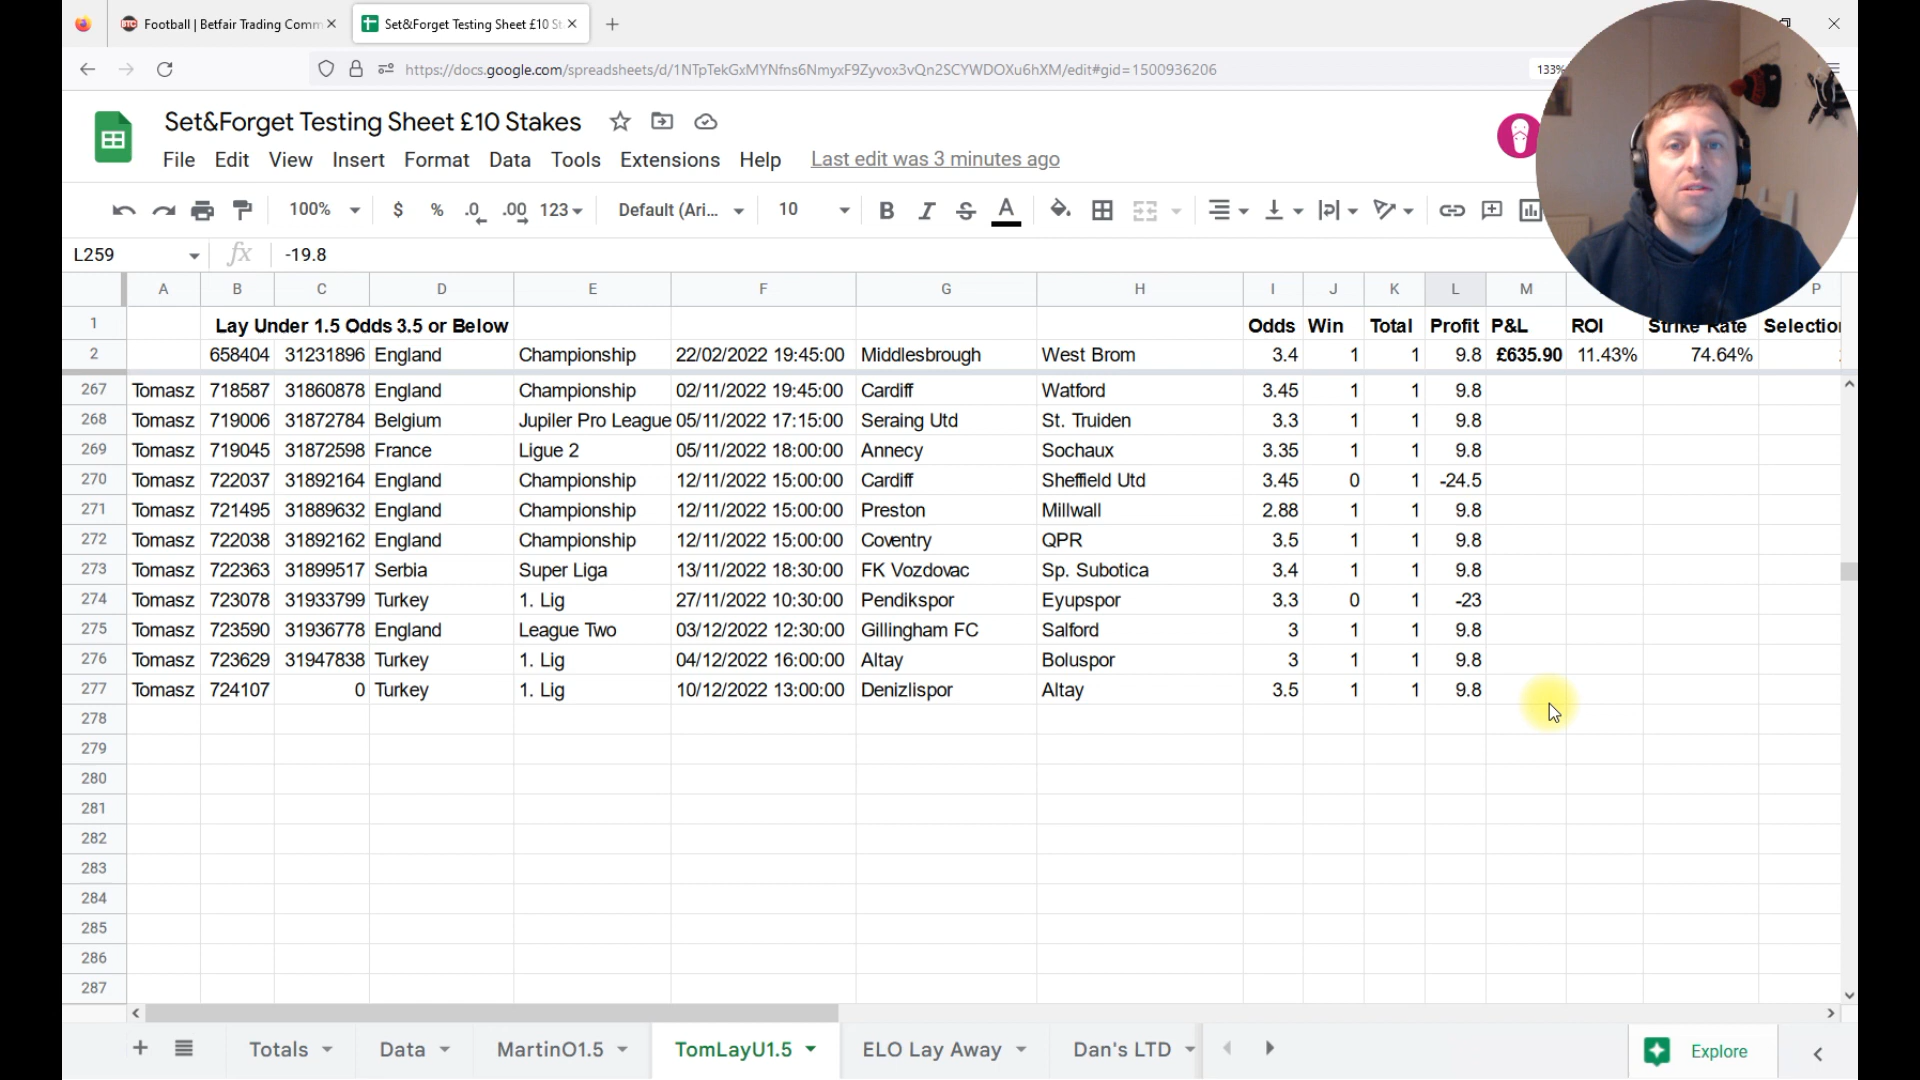 Football | Betfair Trading Comm
Set&Forget Testing Sheet £10 St
https://docs.google.com/spreadsheets/d/1NTpTekGxMYNfns6NmyxF9Zyvox3vQn2SCYWDOXu6hXM/edit#gid=1500936206
133%
Set&Forget Testing Sheet £10 Stakes
File Edit View Insert Format Data Tools Extensions Help Last edit was 3 minutes ago
100% $ % .0 .00 123 Default (Ari... 10 B I S A
L259 fx -19.8
A B C D E F G H I J K L M P
1 Lay Under 1.5 Odds 3.5 or Below Odds Win Total Profit P&L ROI Strike Rate Selection
2 658404 31231896 England Championship 22/02/2022 19:45:00 Middlesbrough West Brom 3.4 1 1 9.8 £635.90 11.43% 74.64%
267 Tomasz 718587 31860878 England Championship 02/11/2022 19:45:00 Cardiff Watford 3.45 1 1 9.8
268 Tomasz 719006 31872784 Belgium Jupiler Pro League 05/11/2022 17:15:00 Seraing Utd St. Truiden 3.3 1 1 9.8
269 Tomasz 719045 31872598 France Ligue 2 05/11/2022 18:00:00 Annecy Sochaux 3.35 1 1 9.8
270 Tomasz 722037 31892164 England Championship 12/11/2022 15:00:00 Cardiff Sheffield Utd 3.45 0 1 -24.5
271 Tomasz 721495 31889632 England Championship 12/11/2022 15:00:00 Preston Millwall 2.88 1 1 9.8
272 Tomasz 722038 31892162 England Championship 12/11/2022 15:00:00 Coventry QPR 3.5 1 1 9.8
273 Tomasz 722363 31899517 Serbia Super Liga 13/11/2022 18:30:00 FK Vozdovac Sp. Subotica 3.4 1 1 9.8
274 Tomasz 723078 31933799 Turkey 1. Lig 27/11/2022 10:30:00 Pendikspor Eyupspor 3.3 0 1 -23
275 Tomasz 723590 31936778 England League Two 03/12/2022 12:30:00 Gillingham FC Salford 3 1 1 9.8
276 Tomasz 723629 31947838 Turkey 1. Lig 04/12/2022 16:00:00 Altay Boluspor 3 1 1 9.8
277 Tomasz 724107 0 Turkey 1. Lig 10/12/2022 13:00:00 Denizlispor Altay 3.5 1 1 9.8
278
279
280
281
282
283
284
285
286
287
Totals Data MartinO1.5 TomLayU1.5 ELO Lay Away Dan's LTD Explore